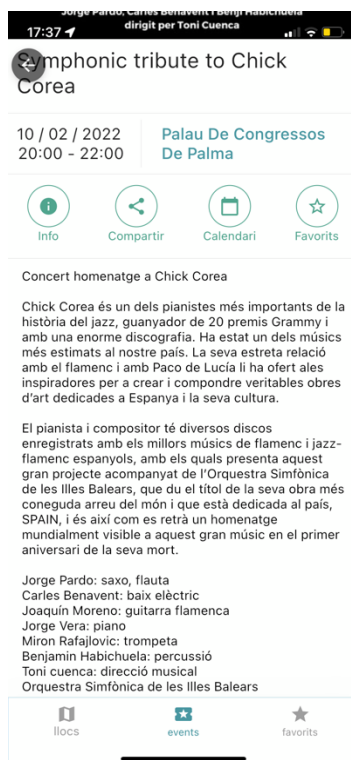 Jorge Pardo, Carles Benavent i Benji Habichuela
dirigit per Toni Cuenca
17:37
Symphonic tribute to Chick
Corea
10 / 02 / 2022
20:00 - 22:00
Palau De Congressos
De Palma
Info
Compartir
Calendari
Favorits
Concert homenatge a Chick Corea
Chick Corea és un dels pianistes més importants de la
història del jazz, guanyador de 20 premis Grammy i
amb una enorme discografia. Ha estat un dels músics
més estimats al nostre país. La seva estreta relació
amb el flamenc i amb Paco de Lucía li ha ofert ales
inspiradores per a crear i compondre veritables obres
d'art dedicades a Espanya i la seva cultura.
El pianista i compositor té diversos discos
enregistrats amb els millors músics de flamenc i jazz-
flamenc espanyols, amb els quals presenta aquest
gran projecte acompanyat de l'Orquestra Simfònica
de les Illes Balears, que du el títol de la seva obra més
coneguda arreu del món i que està dedicada al país,
SPAIN, i és així com es retrà un homenatge
mundialment visible a aquest gran músic en el primer
aniversari de la seva mort.
Jorge Pardo: saxo, flauta
Carles Benavent: baix elèctric
Joaquín Moreno: guitarra flamenca
Jorge Vera: piano
Miron Rafajlovic: trompeta
Benjamin Habichuela: percussió
Toni cuenca: direcció musical
Orquestra Simfònica de les Illes Balears
llocs
events
favorits